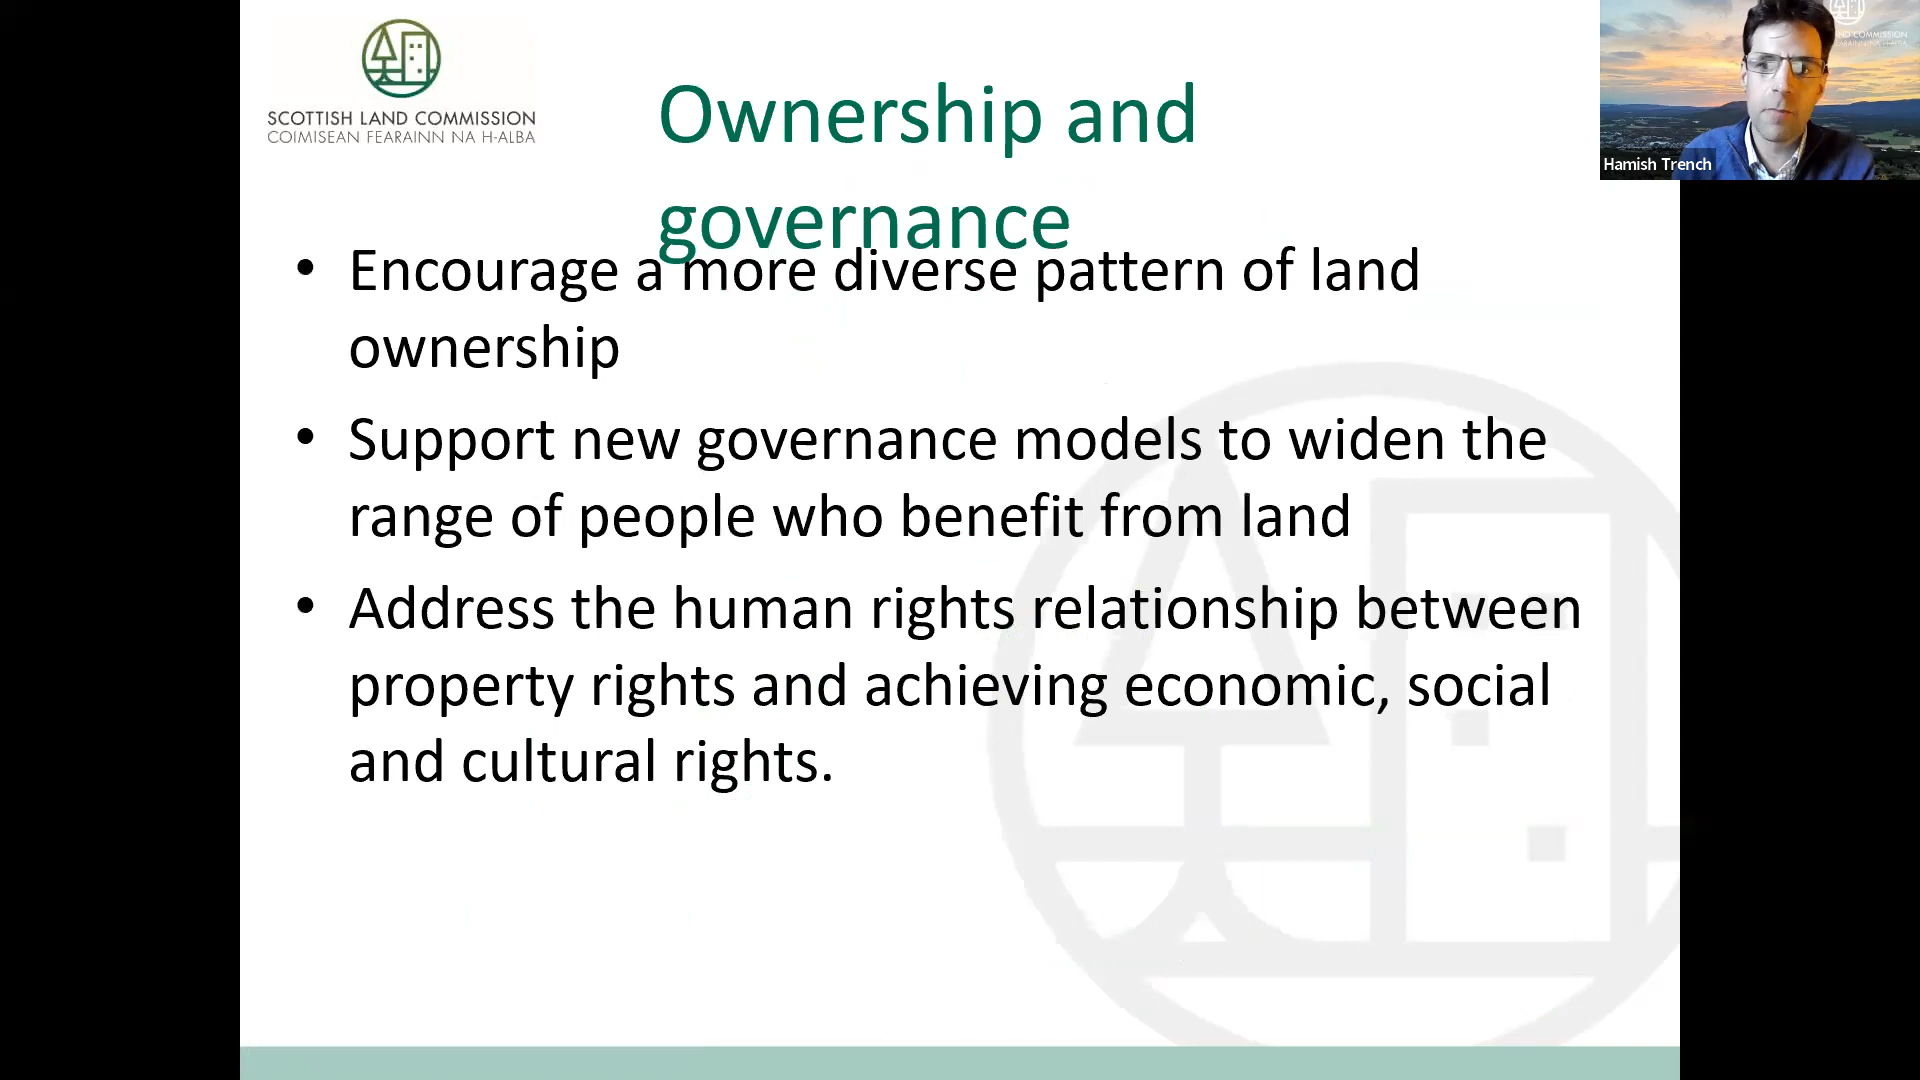 SCOTTISH LAND COMMISSION
COIMISEAN FEARAINN NA H-ALBA
Ownership and
governance
• Encourage a more diverse pattern of land
ownership
• Support new governance models to widen the
range of people who benefit from land
• Address the human rights relationship between
property rights and achieving economic, social
and cultural rights.
Hamish Trench